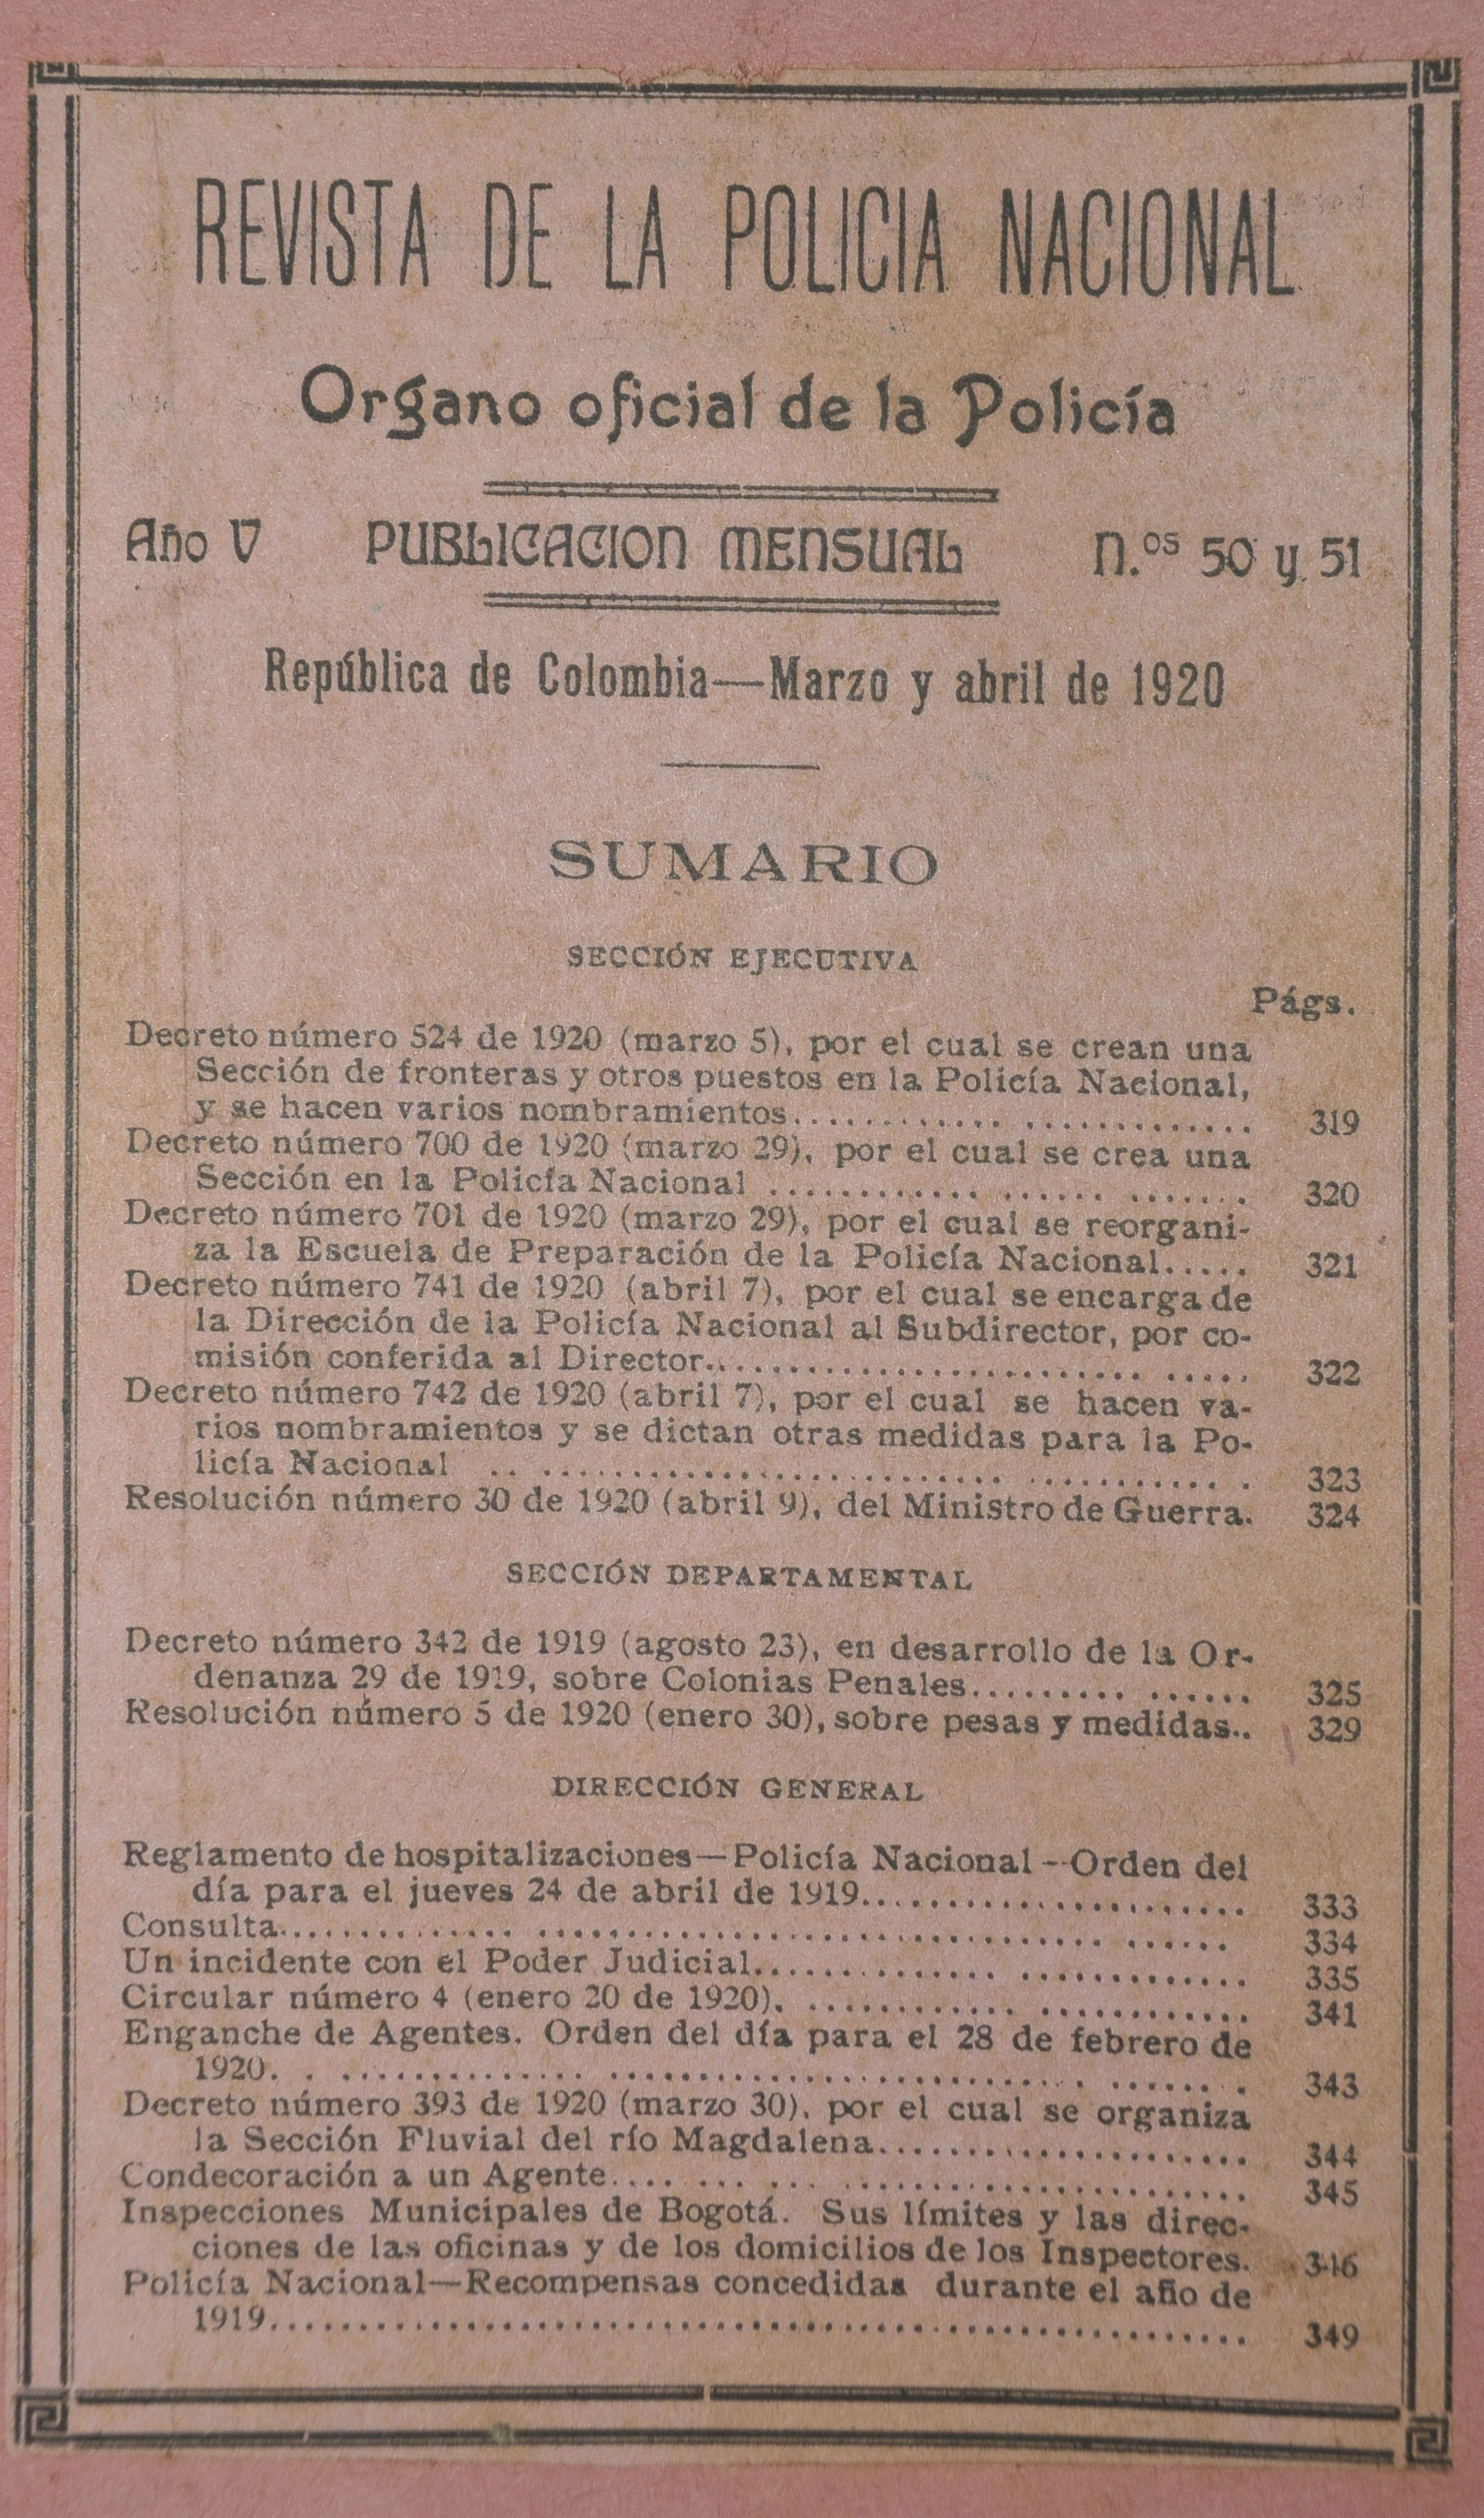 REVISTA DE LA POLICIA NACIONAL
Organo oficial de la Policía
Año V PUBLICACION MENSUAL N.os 50 y 51
República de Colombia—Marzo y abril de 1920
SUMARIO
SECCIÓN EJECUTIVA
Págs.
Decreto número 524 de 1920 (marzo 5), por el cual se crean una
Sección de fronteras y otros puestos en la Policía Nacional,
y se hacen varios nombramientos.......................... 319
Decreto número 700 de 1920 (marzo 29), por el cual se crea una
Sección en la Policía Nacional ......................... 320
Decreto número 701 de 1920 (marzo 29), por el cual se reorgani-
za la Escuela de Preparación de la Policía Nacional..... 321
Decreto número 741 de 1920 (abril 7), por el cual se encarga de
la Dirección de la Policía Nacional al Subdirector, por co-
misión conferida al Director............................... 322
Decreto número 742 de 1920 (abril 7), por el cual se hacen va-
rios nombramientos y se dictan otras medidas para la Po-
licía Nacional .. ...................................... . 323
Resolución número 30 de 1920 (abril 9), del Ministro de Guerra. 324
SECCIÓN DEPARTAMENTAL
Decreto número 342 de 1919 (agosto 23), en desarrollo de la Or-
denanza 29 de 1919, sobre Colonias Penales......... ...... 325
Resolución número 5 de 1920 (enero 30), sobre pesas y medidas.. 329
DIRECCIÓN GENERAL
Reglamento de hospitalizaciones—Policía Nacional--Orden del
día para el jueves 24 de abril de 1919...................... 333
Consulta............... ................................. ...... 334
Un incidente con el Poder Judicial.............. ............. 335
Circular número 4 (enero 20 de 1920). ............ ............ 341
Enganche de Agentes. Orden del día para el 28 de febrero de
1920. . .............. ........................... ....... . 343
Decreto número 393 de 1920 (marzo 30), por el cual se organiza
la Sección Fluvial del río Magdalena...................... 344
Condecoración a un Agente.... ... ... ....................... 345
Inspecciones Municipales de Bogotá. Sus límites y las direc-
ciones de las oficinas y de los domicilios de los Inspectores. 346
Policía Nacional—Recompensas concedidas durante el año de
1919........................................................ 349